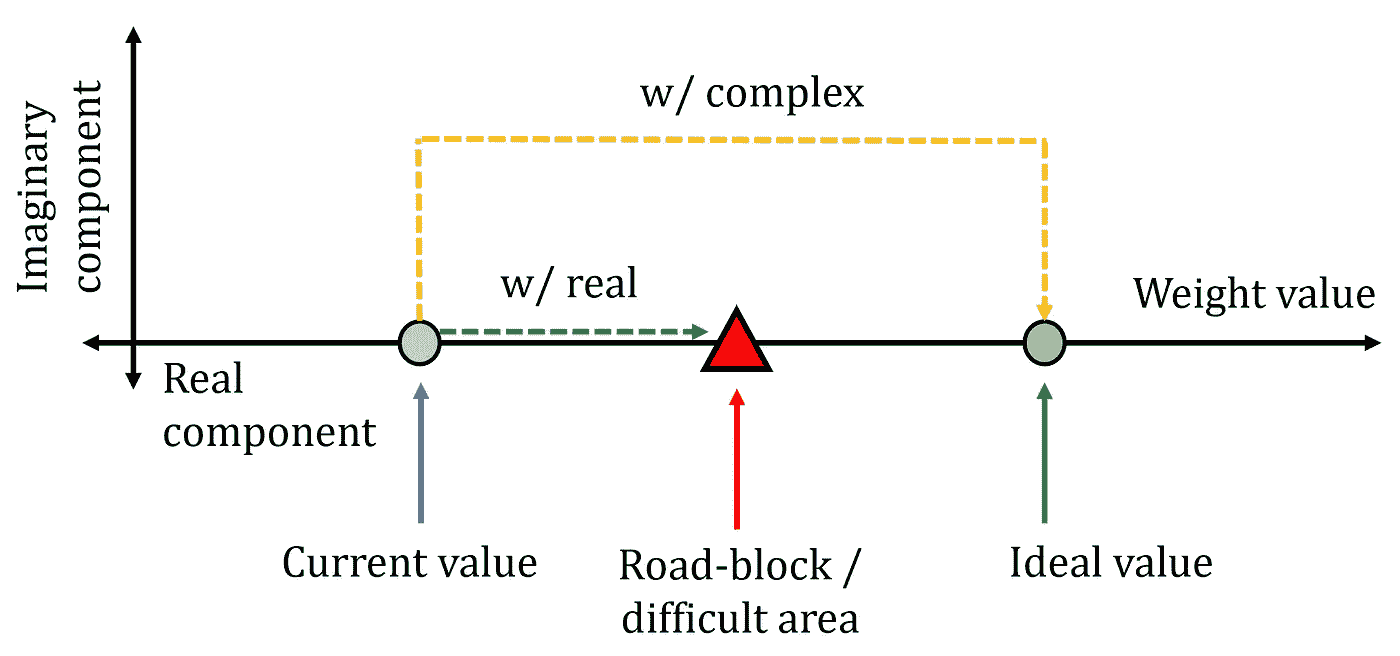 Imaginary
component
w/ complex
w/ real
Weight value
Real
component
Current value
Road-block /
difficult area
Ideal value